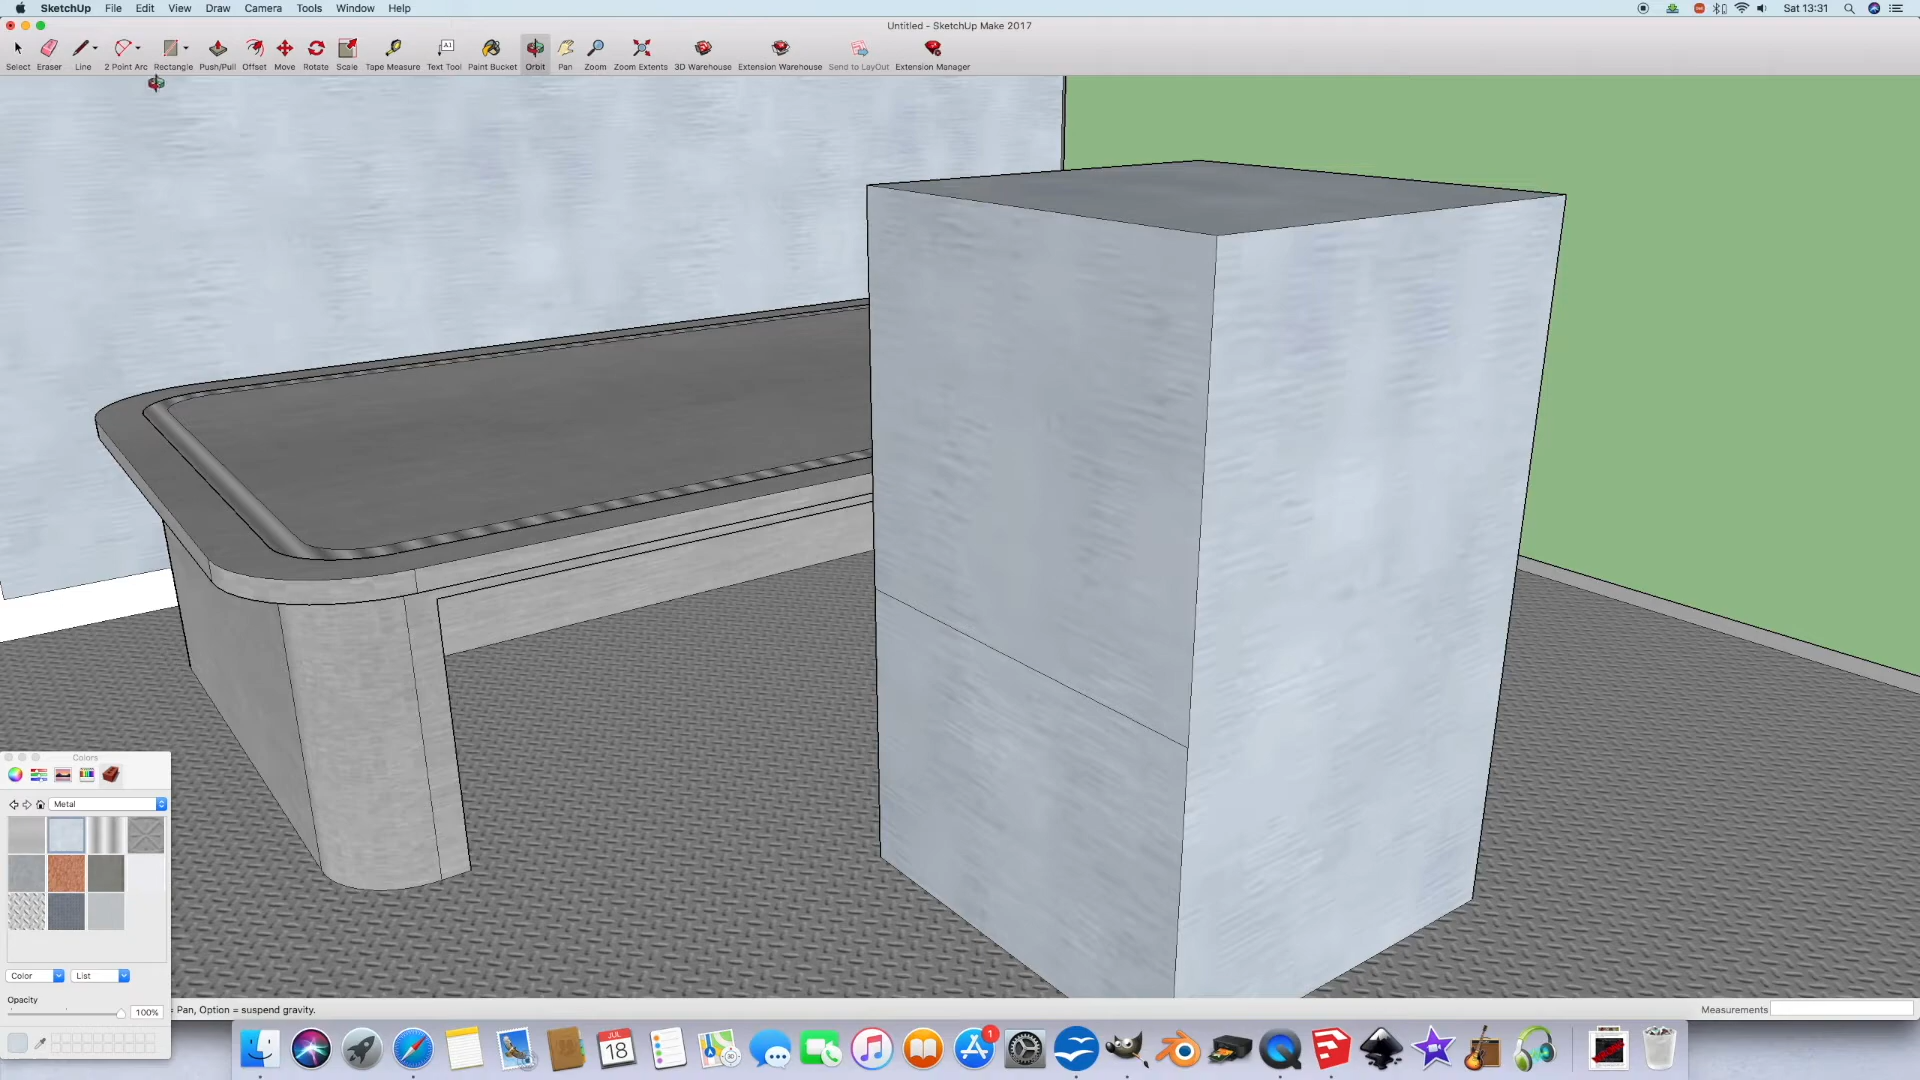 SketchUp File Edit View Draw Camera Tools Window Help Sat 13:31
Untitled - SketchUp Make 2017
Select Eraser Line 2 Point Arc Rectangle Push/Pull Offset Move Rotate Scale Tape Measure Text Tool Paint Bucket Orbit Pan Zoom Zoom Extents 3D Warehouse Extension Warehouse Send to LayOut Extension Manager
Colors
Metal
Color List
Opacity
100%
= Pan, Option = suspend gravity.
Measurements
JUL
18
1